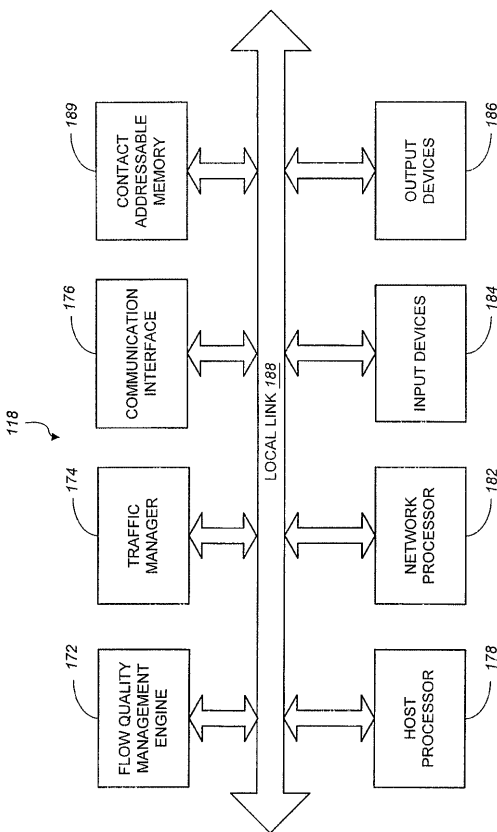 118
172
FLOW QUALITY
MANAGEMENT
ENGINE
174
TRAFFIC
MANAGER
176
COMMUNICATION
INTERFACE
189
CONTACT
ADDRESSABLE
MEMORY
LOCAL LINK 188
HOST
PROCESSOR
178
NETWORK
PROCESSOR
182
INPUT DEVICES
184
OUTPUT
DEVICES
186